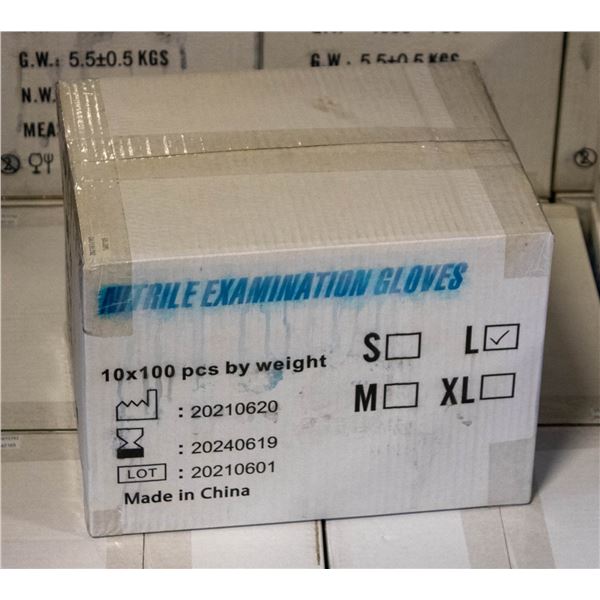 G.W.: 5.5±0.5 KGS
G.W.: 5.5±0.5 KGS
N.W.
MEA
NITRILE EXAMINATION GLOVES
10x100 pcs by weight
S L
M XL
: 20210620
: 20240619
LOT : 20210601
Made in China